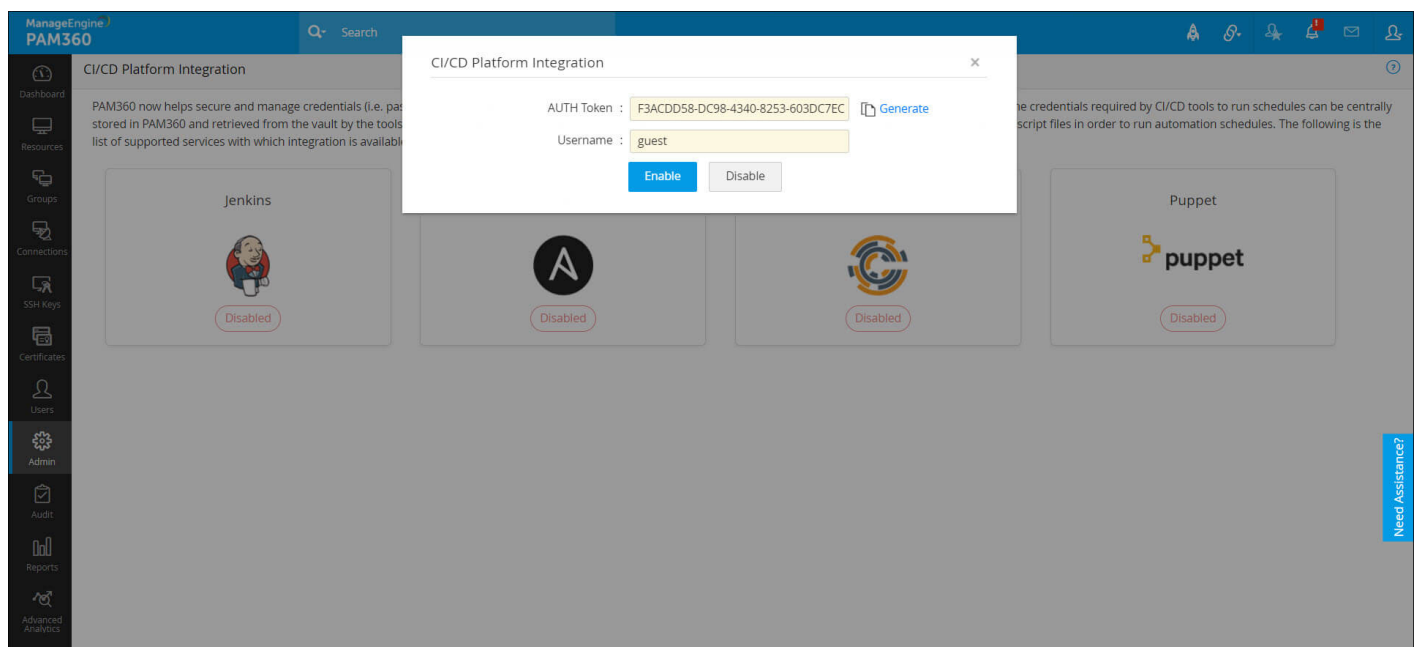 ManageEngine
PAM360
Search
CI/CD Platform Integration
CI/CD Platform Integration
AUTH Token : F3ACDD58-DC98-4340-8253-603DC7EC Generate
Username : guest
Enable Disable
PAM360 now helps secure and manage credentials (i.e. pas
he credentials required by CI/CD tools to run schedules can be centrally
stored in PAM360 and retrieved from the vault by the tools
script files in order to run automation schedules. The following is the
list of supported services with which integration is availabl
Jenkins
Disabled
Disabled
Disabled
Puppet
puppet
Disabled
Dashboard
Resources
Groups
Connections
SSH Keys
Certificates
Users
Admin
Audit
Reports
Advanced
Analytics
Need Assistance?